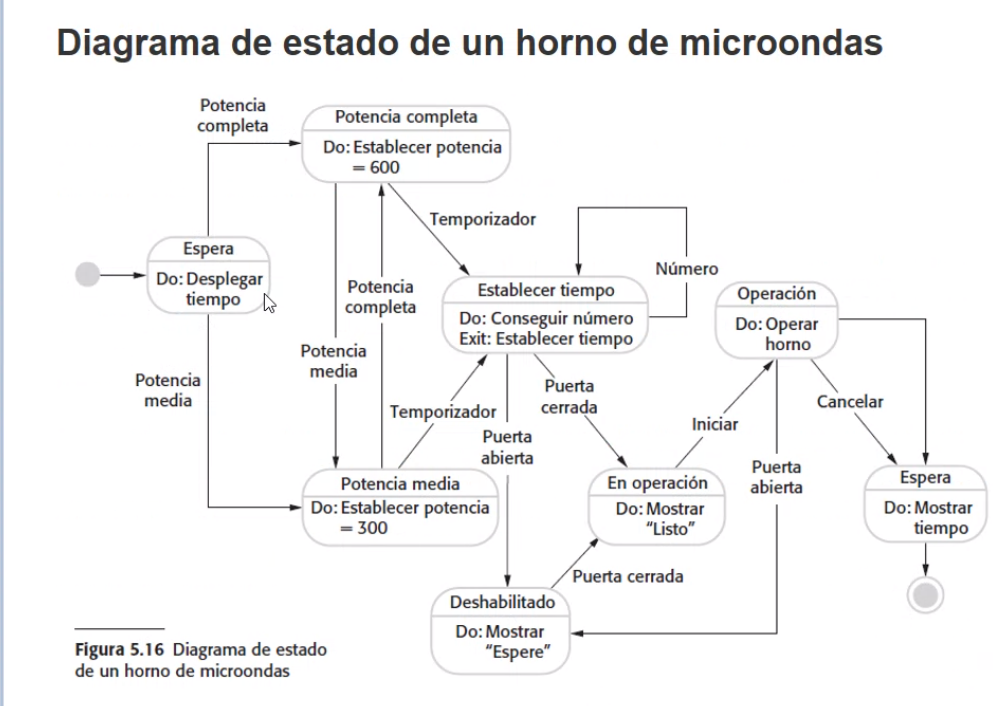 Diagrama de estado de un horno de microondas
Potencia
completa
Potencia completa
Do: Establecer potencia
= 600
Temporizador
Espera
Do: Desplegar
tiempo
Potencia
completa
Número
Establecer tiempo
Do: Conseguir número
Exit: Establecer tiempo
Operación
Do: Operar
horno
Potencia
media
Potencia
media
Temporizador
Puerta
cerrada
Puerta
abierta
Iniciar
Cancelar
Puerta
abierta
Potencia media
Do: Establecer potencia
= 300
En operación
Do: Mostrar
“Listo”
Espera
Do: Mostrar
tiempo
Puerta cerrada
Deshabilitado
Do: Mostrar
“Espere”
Figura 5.16 Diagrama de estado
de un horno de microondas